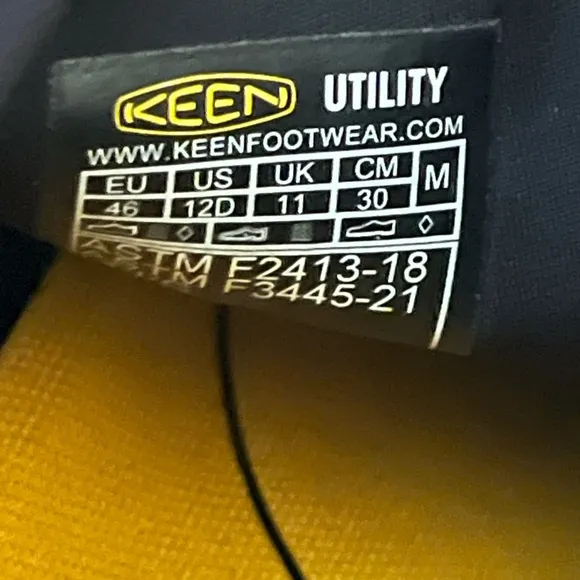 KEEN UTILITY
WWW.KEENFOOTWEAR.COM
EU US UK CM M
46 12D 11 30
ASTM F2413-18
ASTM F3445-21